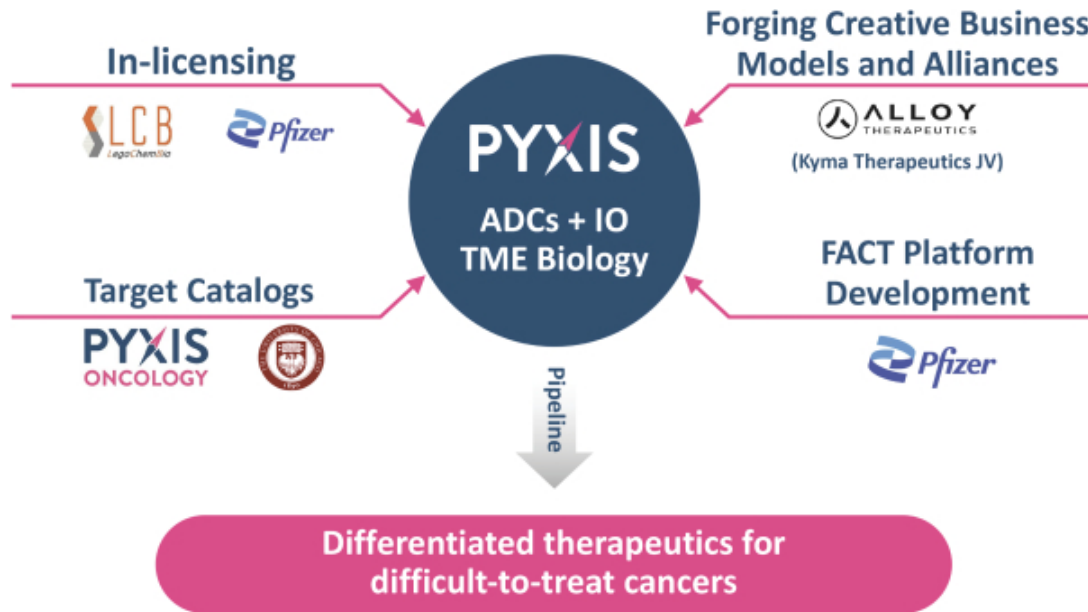 In-licensing
LCB
LegoChemBio
Pfizer
Forging Creative Business
Models and Alliances
ALLOY
THERAPEUTICS
(Kyma Therapeutics JV)
PYXIS
ADCs + IO
TME Biology
Target Catalogs
PYXIS
ONCOLOGY
FACT Platform
Development
Pfizer
Pipeline
Differentiated therapeutics for
difficult-to-treat cancers